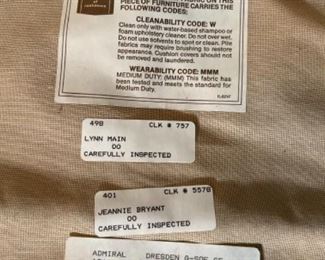 PIECE OF FURNITURE CARRIES THE
FOLLOWING CODES:
CLEANABILITY CODE: W
Clean only with water-based shampoo or
foam upholstery cleaner. Do not over wet.
Do not use solvents to spot or clean. Pile
fabrics may require brushing to restore
appearance. Cushion covers should not
be removed and laundered.
WEARABILITY CODE: MMM
MEDIUM DUTY: (MMM) This fabric has
been tested and meets the standards for
Medium Duty.
498 CLK # 757
LYNN MAIN
00
CAREFULLY INSPECTED
401 CLK # 5578
JEANNIE BRYANT
00
CAREFULLY INSPECTED
ADMIRAL DRESDEN